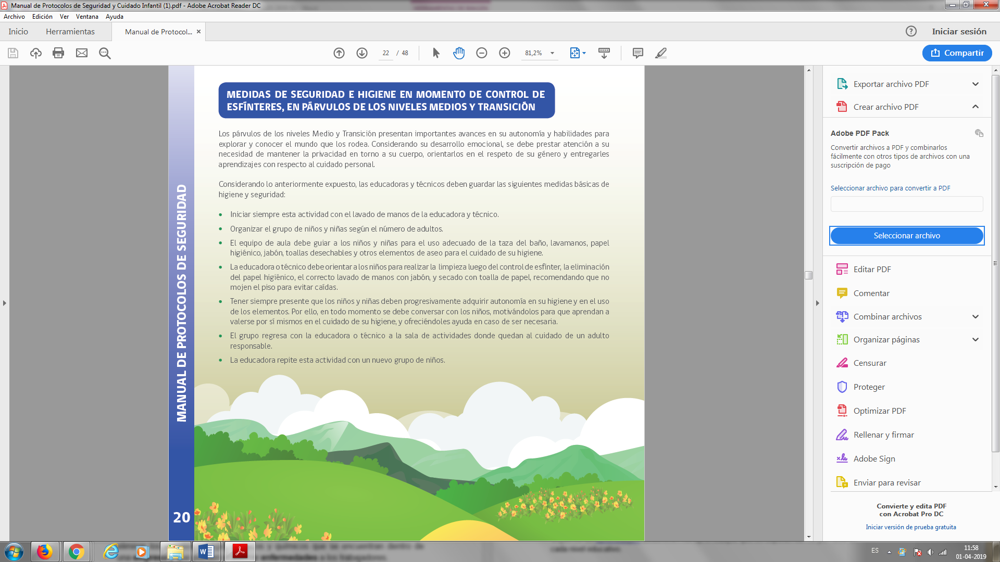 Manual de Protocolos de Seguridad y Cuidado Infantil (1).pdf - Adobe Acrobat Reader DC
Archivo Edición Ver Ventana Ayuda
Inicio Herramientas Manual de Protocol... ×
? Iniciar sesión
22 / 48 81,2%
Compartir
MEDIDAS DE SEGURIDAD E HIGIENE EN MOMENTO DE CONTROL DE
ESFÍNTERES, EN PÁRVULOS DE LOS NIVELES MEDIOS Y TRANSICIÓN
Los párvulos de los niveles Medio y Transición presentan importantes avances en su autonomía y habilidades para
explorar y conocer el mundo que los rodea. Considerando su desarrollo emocional, se debe prestar atención a su
necesidad de mantener la privacidad en torno a su cuerpo, orientarlos en el respeto de su género y entregarles
aprendizajes con respecto al cuidado personal.
Considerando lo anteriormente expuesto, las educadoras y técnicos deben guardar las siguientes medidas básicas de
higiene y seguridad:
• Iniciar siempre esta actividad con el lavado de manos de la educadora y técnico.
• Organizar el grupo de niños y niñas según el número de adultos.
• El equipo de aula debe guiar a los niños y niñas para el uso adecuado de la taza del baño, lavamanos, papel
higiénico, jabón, toallas desechables y otros elementos de aseo para el cuidado de su higiene.
• La educadora o técnico debe orientar a los niños para realizar la limpieza luego del control de esfínter, la eliminación
del papel higiénico, el correcto lavado de manos con jabón, y secado con toalla de papel, recomendando que no
mojen el piso para evitar caídas.
• Tener siempre presente que los niños y niñas deben progresivamente adquirir autonomía en su higiene y en el uso
de los elementos. Por ello, en todo momento se debe conversar con los niños, motivándolos para que aprendan a
valerse por sí mismos en el cuidado de su higiene, y ofreciéndoles ayuda en caso de ser necesaria.
• El grupo regresa con la educadora o técnico a la sala de actividades donde quedan al cuidado de un adulto
responsable.
• La educadora repite esta actividad con un nuevo grupo de niños.
MANUAL DE PROTOCOLOS DE SEGURIDAD
20
Exportar archivo PDF
Crear archivo PDF
Adobe PDF Pack
Convertir archivos a PDF y combinarlos
fácilmente con otros tipos de archivos con una
suscripción de pago
Seleccionar archivo para convertir a PDF
Seleccionar archivo
Editar PDF
Comentar
Combinar archivos
Organizar páginas
Censurar
Proteger
Optimizar PDF
Rellenar y firmar
Adobe Sign
Enviar para revisar
Convierte y edita PDF
con Acrobat Pro DC
Iniciar versión de prueba gratuita
y químicos que se encuentran dentro de
enfermedades a los trabajadores.
cada nivel educativo.
ES
11:58
01-04-2019